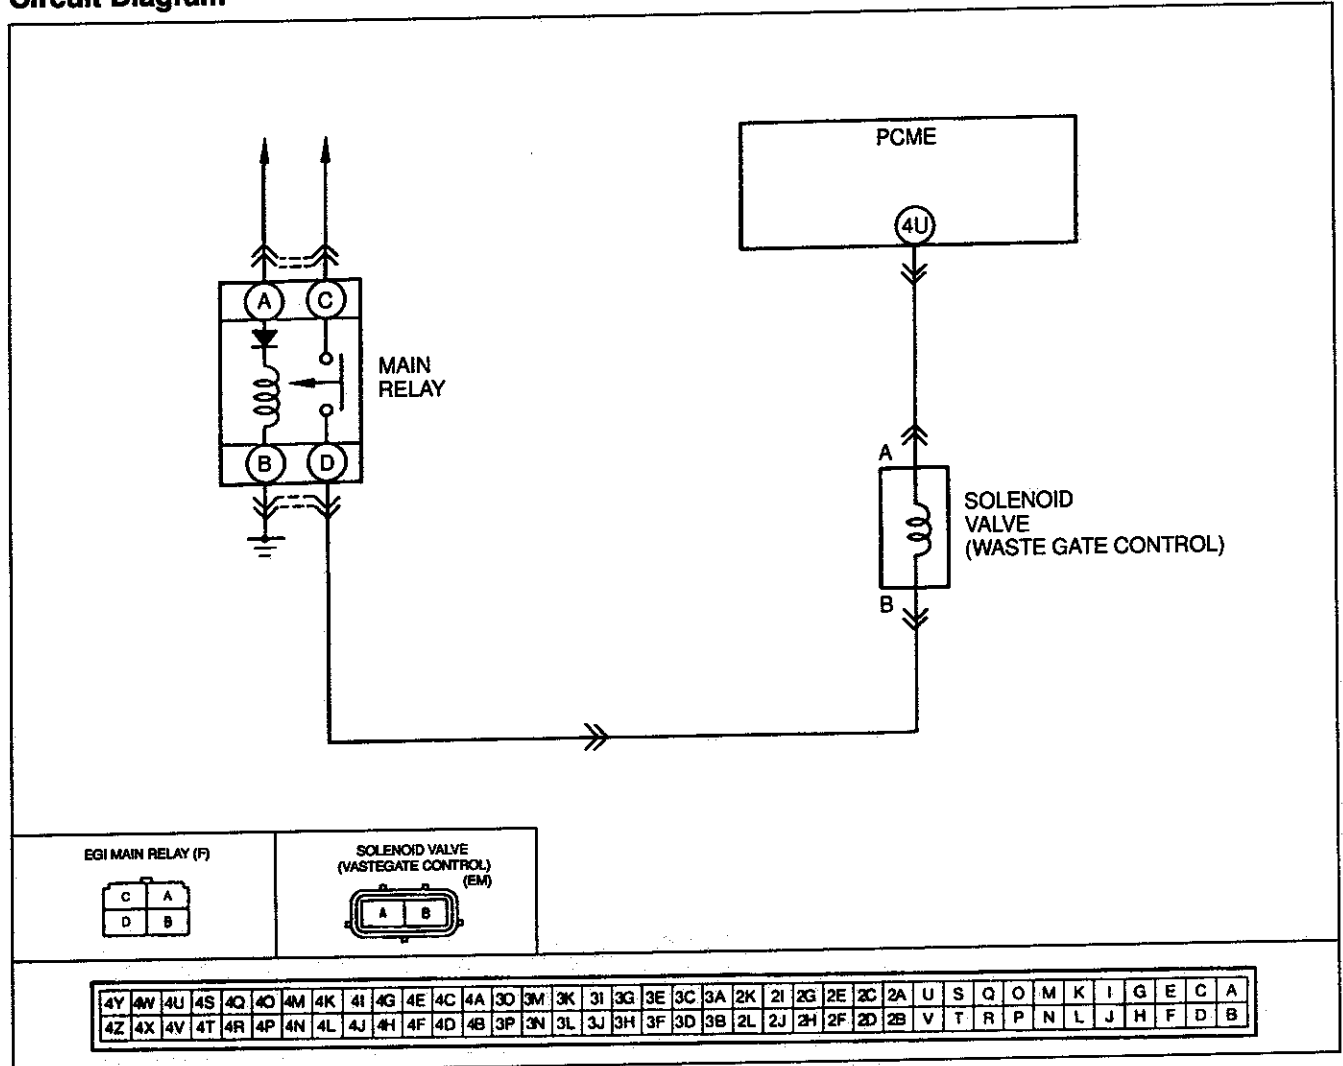 Circuit Diagram
PCME
4U
A C
MAIN
RELAY
B D
A
SOLENOID
VALVE
(WASTE GATE CONTROL)
B
EGI MAIN RELAY (F)
C A
D B
SOLENOID VALVE
(VASTEGATE CONTROL)
(EM)
A B
4Y 4W 4U 4S 4Q 4O 4M 4K 4I 4G 4E 4C 4A 3O 3M 3K 3I 3G 3E 3C 3A 2K 2I 2G 2E 2C 2A U S Q O M K I G E C A
4Z 4X 4V 4T 4R 4P 4N 4L 4J 4H 4F 4D 4B 3P 3N 3L 3J 3H 3F 3D 3B 2L 2J 2H 2F 2D 2B V T R P N L J H F D B